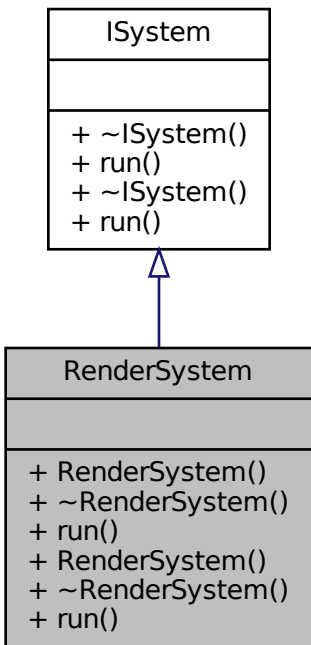 ISystem
+ ~ISystem()
+ run()
+ ~ISystem()
+ run()
RenderSystem
+ RenderSystem()
+ ~RenderSystem()
+ run()
+ RenderSystem()
+ ~RenderSystem()
+ run()